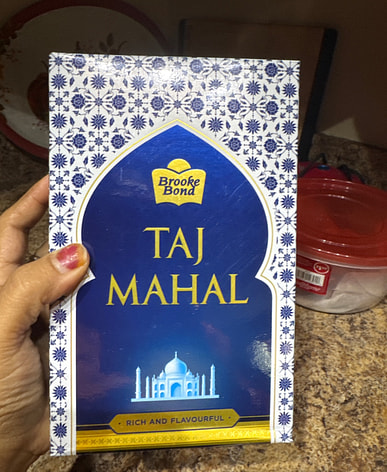 Brooke
Bond
TAJ
MAHAL
RICH AND FLAVOURFUL